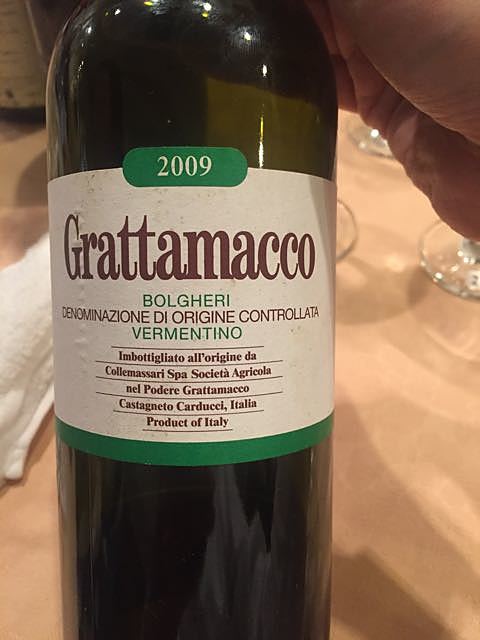 2009
Grattamacco
BOLGHERI
DENOMINAZIONE DI ORIGINE CONTROLLATA
VERMENTINO
Imbottigliato all'origine da
Collemassari Spa Società Agricola
nel Podere Grattamacco
Castagneto Carducci, Italia
Product of Italy